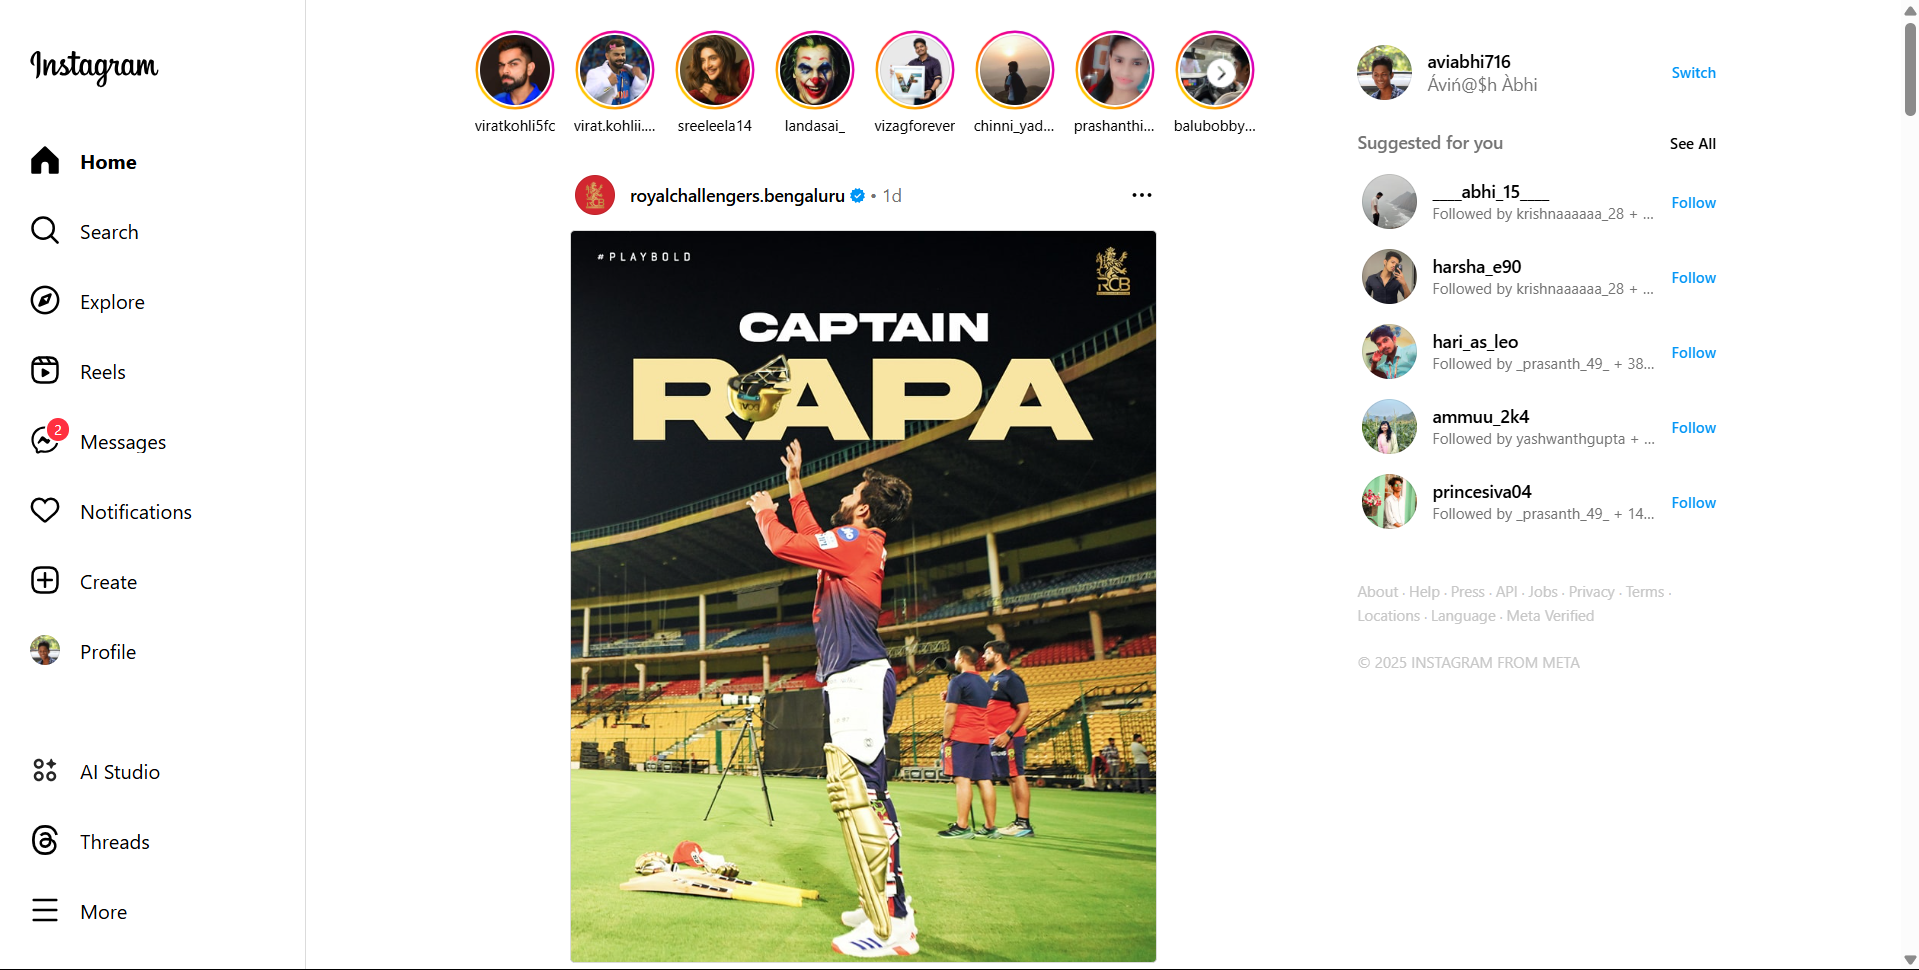 Instagram
Home
Search
Explore
Reels
2
Messages
Notifications
Create
Profile
AI Studio
Threads
More
viratkohli5fc
virat.kohlii....
sreeleela14
landasai_
vizagforever
chinni_yad...
prashanthi...
balubobby...
royalchallengers.bengaluru • 1d
#PLAYBOLD
RCB
CAPTAIN
RAPA
aviabhi716
Áviń@$h Àbhi
Switch
Suggested for you
See All
____abhi_15____
Followed by krishnaaaaaa_28 + ...
Follow
harsha_e90
Followed by krishnaaaaaa_28 + ...
Follow
hari_as_leo
Followed by _prasanth_49_ + 38...
Follow
ammuu_2k4
Followed by yashwanthgupta + ...
Follow
princesiva04
Followed by _prasanth_49_ + 14...
Follow
About · Help · Press · API · Jobs · Privacy · Terms ·
Locations · Language · Meta Verified
© 2025 INSTAGRAM FROM META